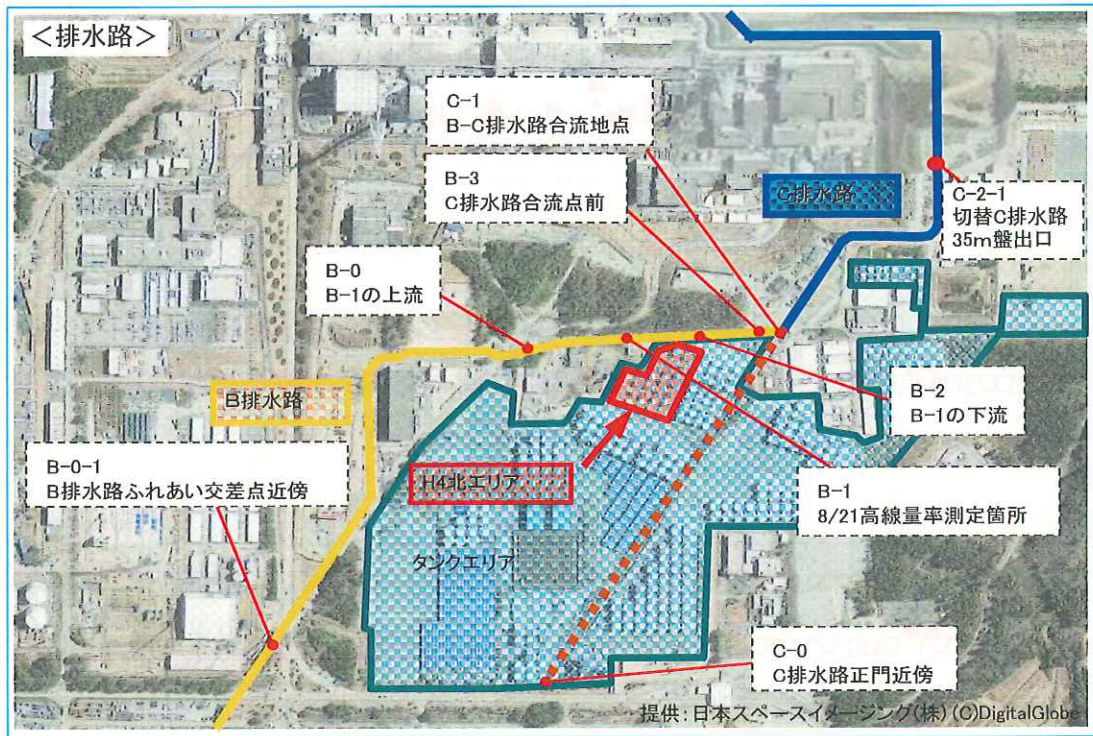 ＜排水路＞
C-1
B-C排水路合流地点
B-3
C排水路合流点前
C排水路
C-2-1
切替C排水路
35m盤出口
B-0
B-1の上流
B排水路
B-2
B-1の下流
B-0-1
B排水路ふれあい交差点近傍
H4北エリア
B-1
8/21高線量率測定箇所
タンクエリア
C-0
C排水路正門近傍
提供:日本スペースイメージング(株)(C)DigitalGlobe